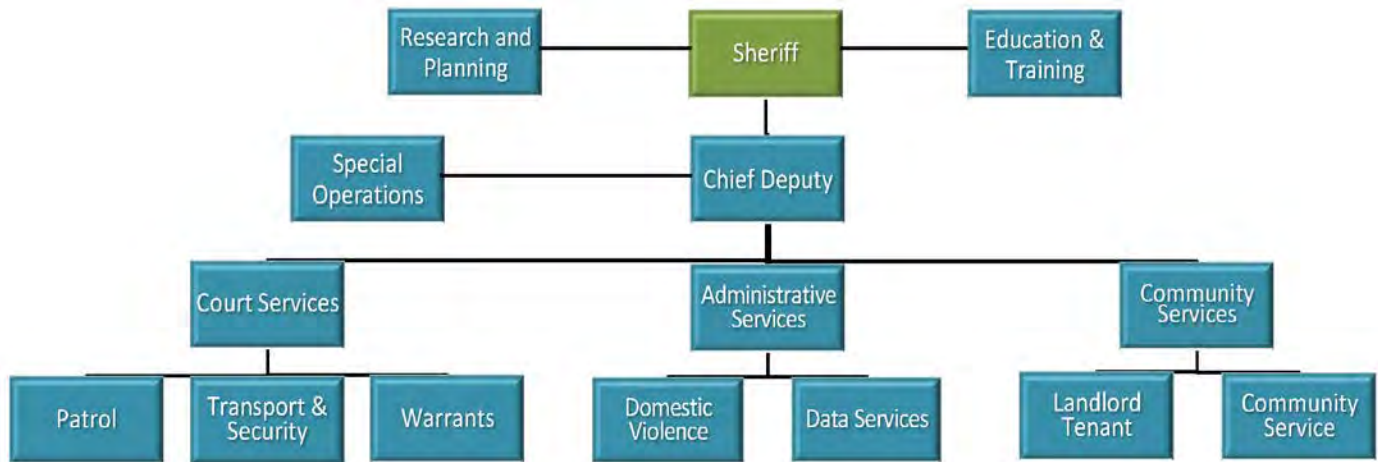 Research and
Planning
Sheriff
Education &
Training
Special
Operations
Chief Deputy
Court Services
Administrative
Services
Community
Services
Patrol
Transport &
Security
Warrants
Domestic
Violence
Data Services
Landlord
Tenant
Community
Service